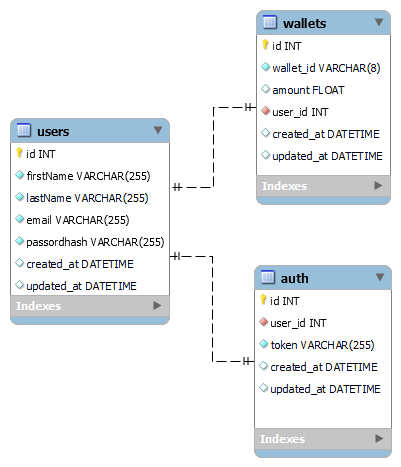 wallets
id INT
wallet_id VARCHAR(8)
amount FLOAT
user_id INT
created_at DATETIME
updated_at DATETIME
Indexes
users
id INT
firstName VARCHAR(255)
lastName VARCHAR(255)
email VARCHAR(255)
passordhash VARCHAR(255)
created_at DATETIME
updated_at DATETIME
Indexes
auth
id INT
user_id INT
token VARCHAR(255)
created_at DATETIME
updated_at DATETIME
Indexes